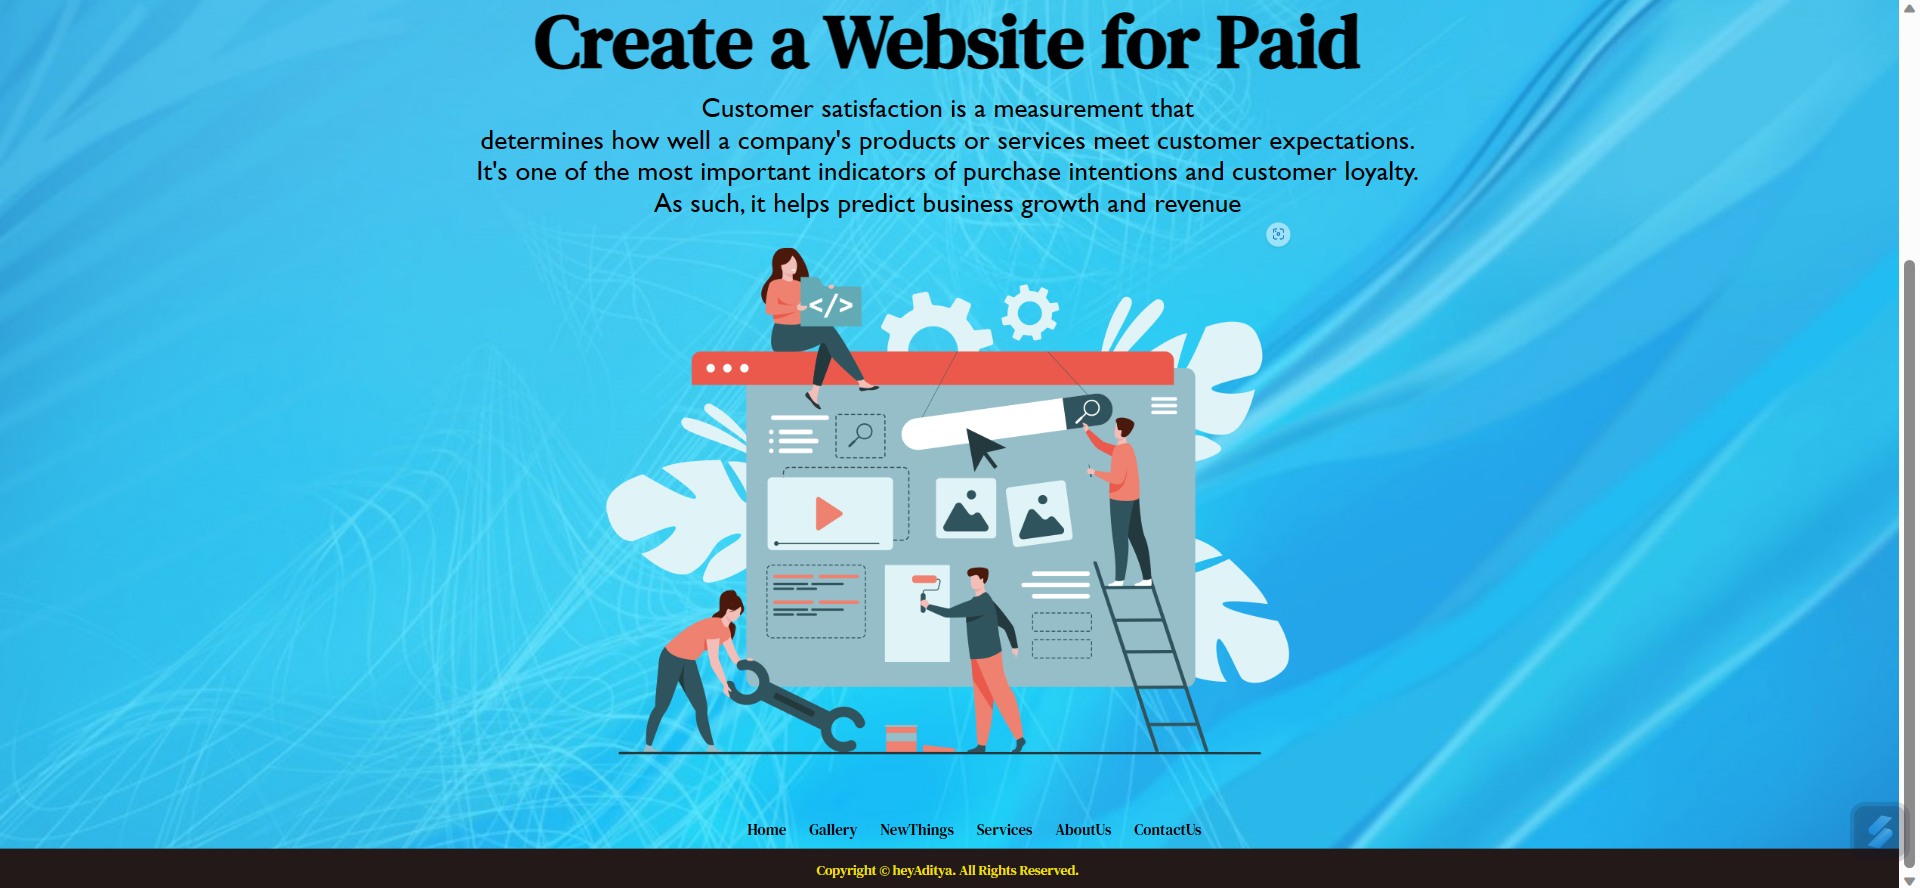 Create a Website for Paid
Customer satisfaction is a measurement that
determines how well a company's products or services meet customer expectations.
It's one of the most important indicators of purchase intentions and customer loyalty.
As such, it helps predict business growth and revenue
</>
Home Gallery NewThings Services AboutUs ContactUs
Copyright © heyAditya. All Rights Reserved.